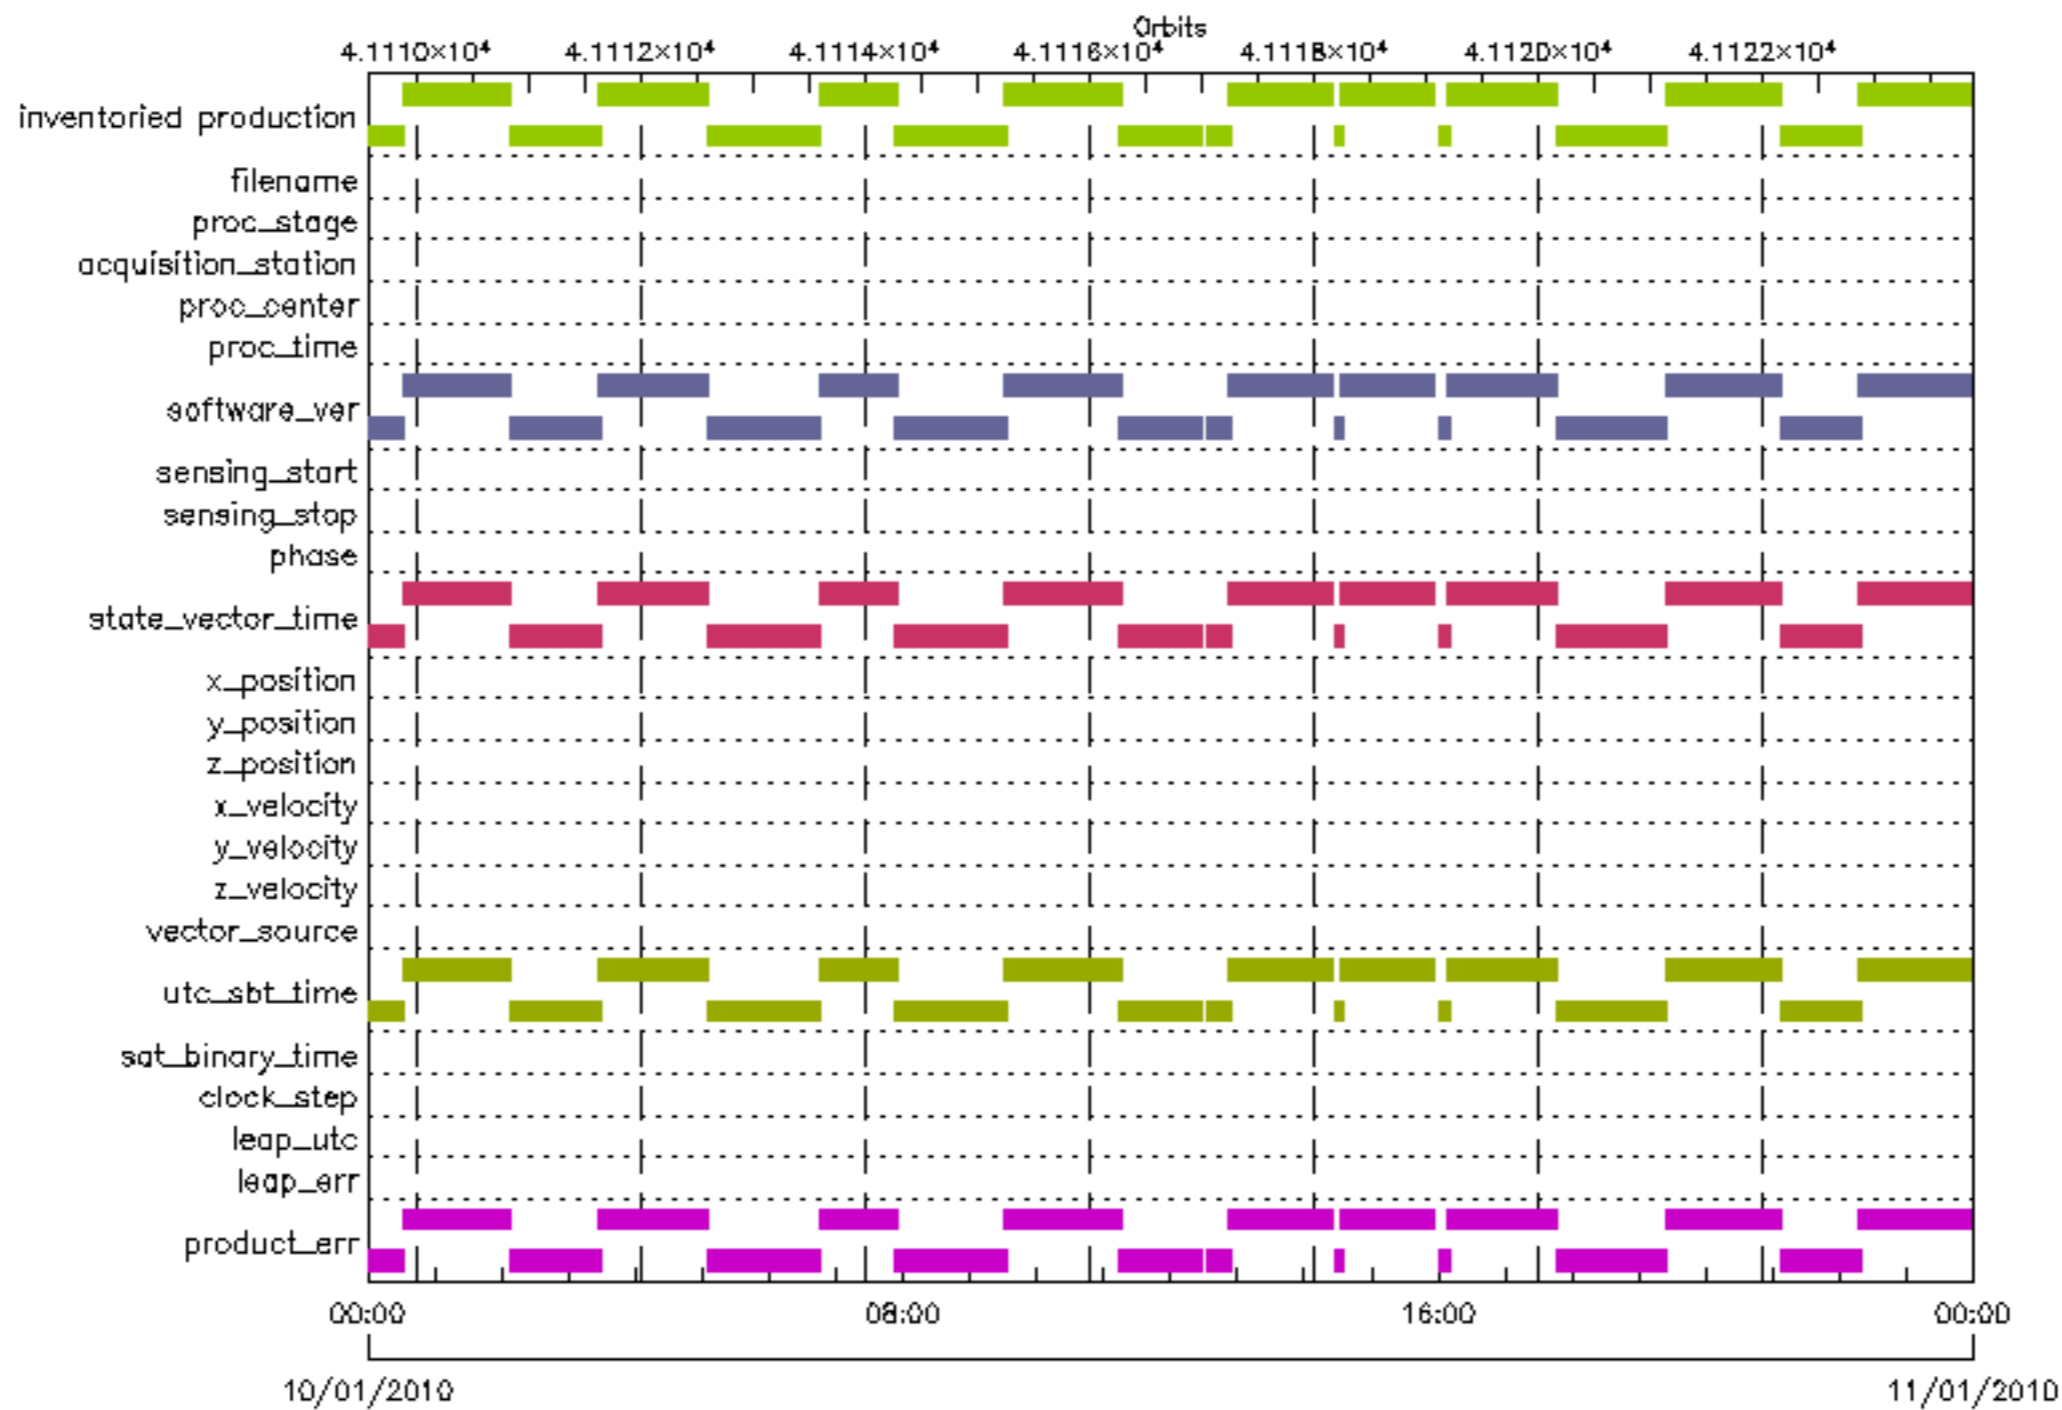 Orbits
4.1110×10⁴ 4.1112×10⁴ 4.1114×10⁴ 4.1116×10⁴ 4.1118×10⁴ 4.1120×10⁴ 4.1122×10⁴
inventoried production
filename
proc_stage
acquisition_station
proc_center
proc_time
software_ver
sensing_start
sensing_stop
phase
state_vector_time
x_position
y_position
z_position
x_velocity
y_velocity
z_velocity
vector_source
utc_sbt_time
sat_binary_time
clock_step
leap_utc
leap_err
product_err
00:00 08:00 16:00 00:00
10/01/2010 11/01/2010